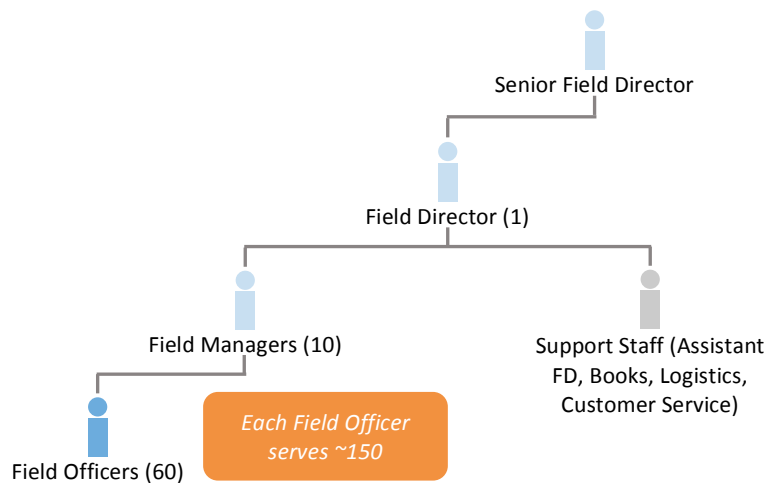 Senior Field Director
Field Director (1)
Field Managers (10)
Support Staff (Assistant
FD, Books, Logistics,
Customer Service)
Each Field Officer
serves ~150
Field Officers (60)